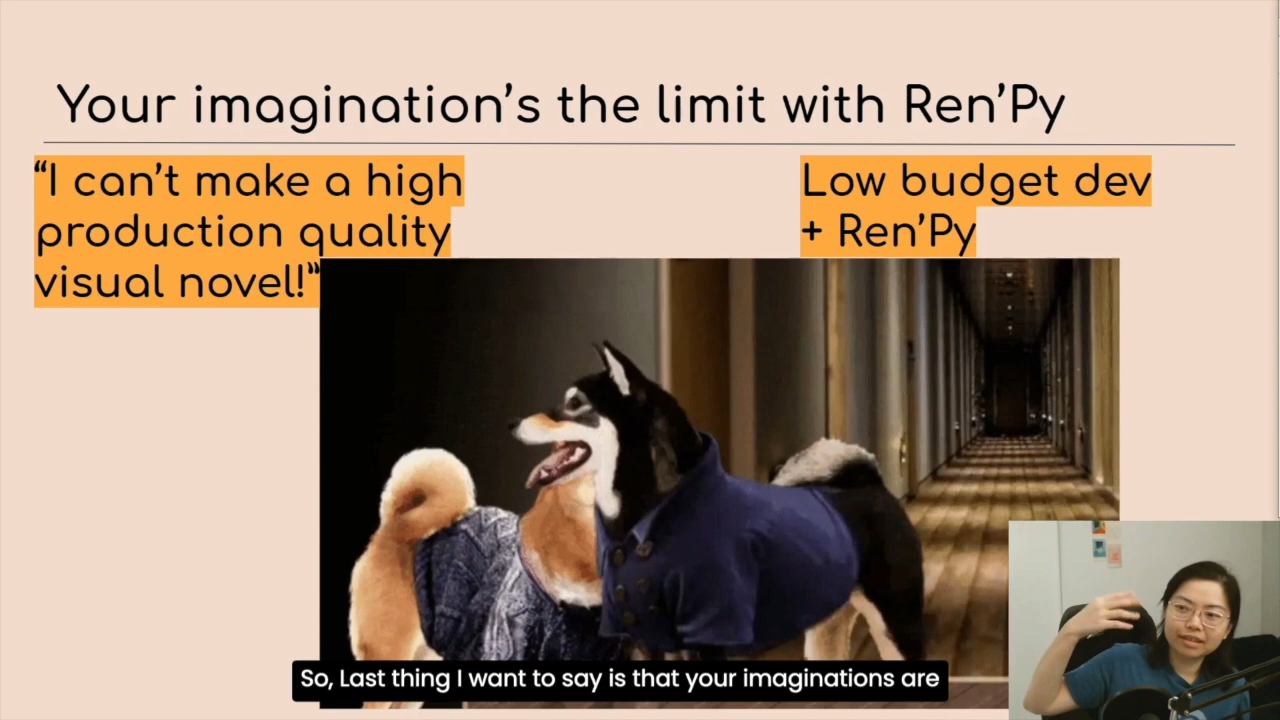 Your imagination’s the limit with Ren’Py
“I can’t make a high
production quality
visual novel!”
Low budget dev
+ Ren’Py
So, Last thing I want to say is that your imaginations are